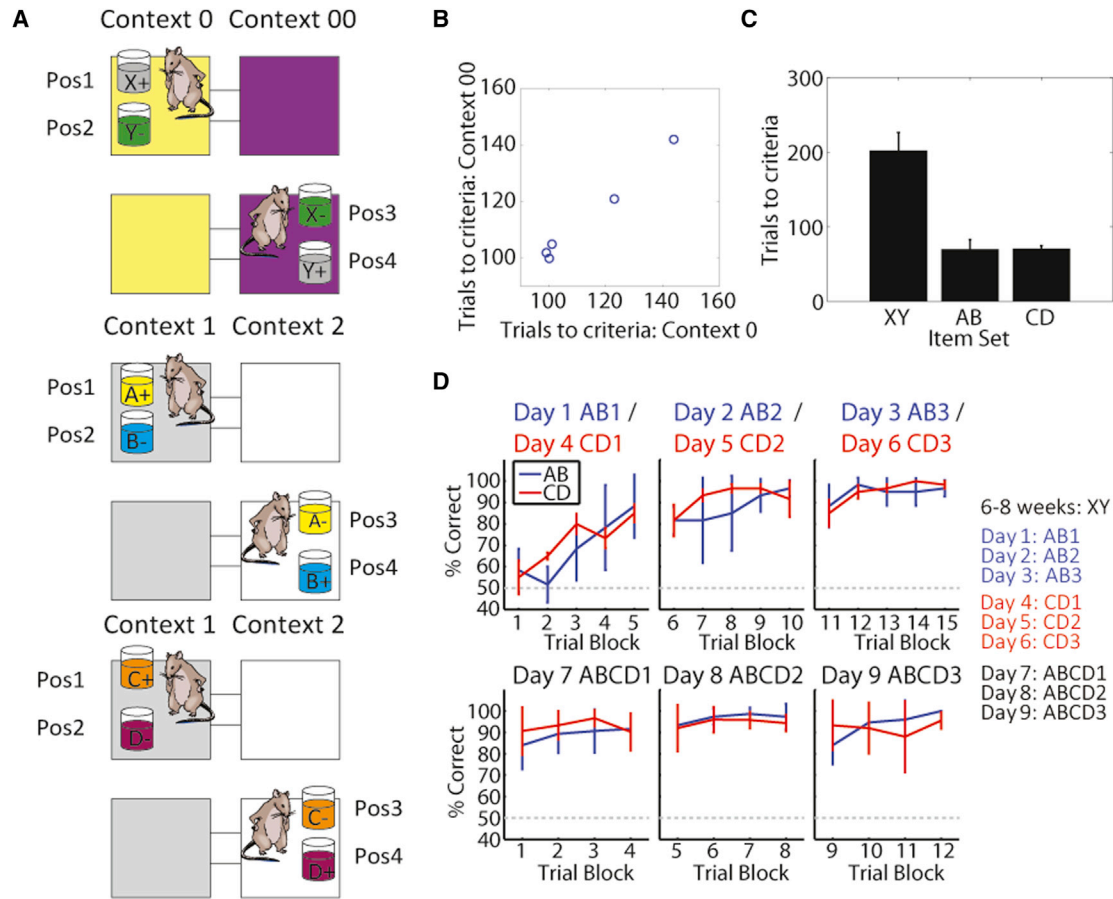 A
Context 0 Context 00
Pos1
X+
Pos2
Y-
X-
Pos3
Y+
Pos4
Context 1 Context 2
Pos1
A+
Pos2
B-
A-
Pos3
B+
Pos4
Context 1 Context 2
Pos1
C+
Pos2
D-
C-
Pos3
D+
Pos4
B
Trials to criteria: Context 00
160
140
120
100
100 120 140 160
Trials to criteria: Context 0
C
Trials to criteria
300
200
100
0
XY AB CD
Item Set
D
Day 1 AB1 /
Day 4 CD1
Day 2 AB2 /
Day 5 CD2
Day 3 AB3 /
Day 6 CD3
AB
CD
% Correct
100
90
80
70
60
50
40
1 2 3 4 5
Trial Block
6 7 8 9 10
Trial Block
11 12 13 14 15
Trial Block
Day 7 ABCD1
Day 8 ABCD2
Day 9 ABCD3
% Correct
100
90
80
70
60
50
40
1 2 3 4
Trial Block
5 6 7 8
Trial Block
9 10 11 12
Trial Block
6-8 weeks: XY
Day 1: AB1
Day 2: AB2
Day 3: AB3
Day 4: CD1
Day 5: CD2
Day 6: CD3
Day 7: ABCD1
Day 8: ABCD2
Day 9: ABCD3